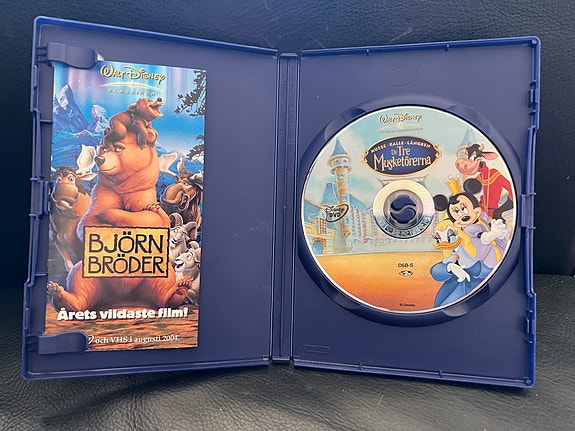 WALT DISNEY
KLASSIKER
BJÖRN
BRÖDER
Årets vildaste film!
och VHS i augusti 2004.
WALT DISNEY
MUSSE · KALLE · LÅNGBEN
De Tre
Musketörerna
DISNEY
DVD
D6B-S
© Disney